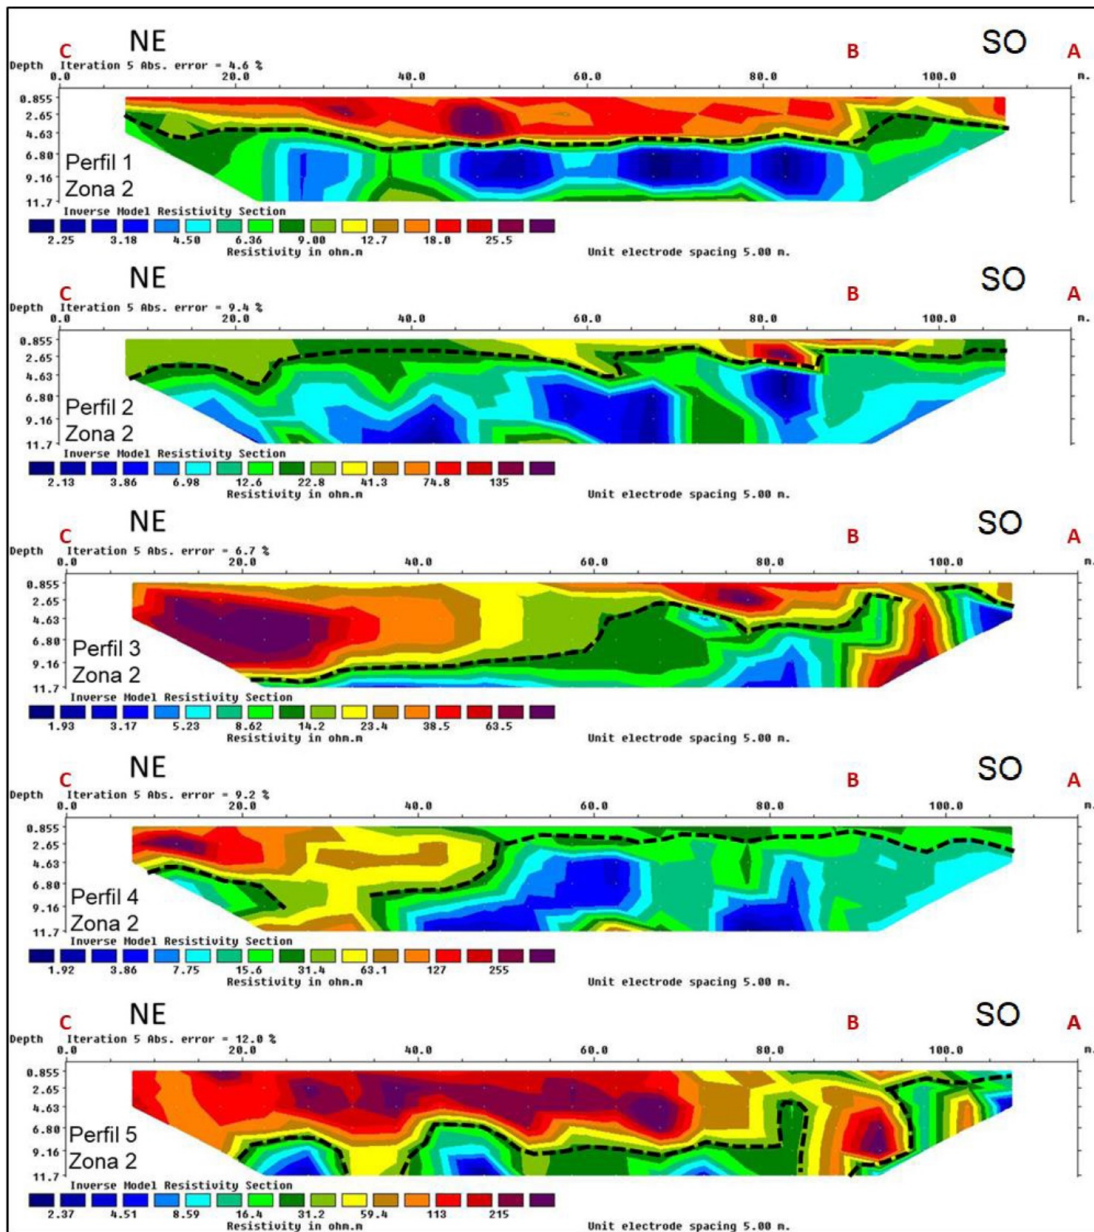 NE SO
C B A
Depth Iteration 5 Abs. error = 4.6 %
0.0 20.0 40.0 60.0 80.0 100.0 m.
0.855
2.65
4.63
6.80
9.16
11.7
Perfil 1
Zona 2
Inverse Model Resistivity Section
2.25 3.18 4.50 6.36 9.00 12.7 18.0 25.5
Resistivity in ohm.m Unit electrode spacing 5.00 m.
NE SO
C B A
Depth Iteration 5 Abs. error = 9.4 %
0.0 20.0 40.0 60.0 80.0 100.0 m.
0.855
2.65
4.63
6.80
9.16
11.7
Perfil 2
Zona 2
Inverse Model Resistivity Section
2.13 3.86 6.98 12.6 22.8 41.3 74.8 135
Resistivity in ohm.m Unit electrode spacing 5.00 m.
NE SO
C B A
Depth Iteration 5 Abs. error = 6.7 %
0.0 20.0 40.0 60.0 80.0 100.0 m.
0.855
2.65
4.63
6.80
9.16
11.7
Perfil 3
Zona 2
Inverse Model Resistivity Section
1.93 3.17 5.23 8.62 14.2 23.4 38.5 63.5
Resistivity in ohm.m Unit electrode spacing 5.00 m.
NE SO
C B A
Depth Iteration 5 Abs. error = 9.2 %
0.0 20.0 40.0 60.0 80.0 100.0 m.
0.855
2.65
4.63
6.80
9.16
11.7
Perfil 4
Zona 2
Inverse Model Resistivity Section
1.92 3.86 7.75 15.6 31.4 63.1 127 255
Resistivity in ohm.m Unit electrode spacing 5.00 m.
NE SO
C B A
Depth Iteration 5 Abs. error = 12.0 %
0.0 20.0 40.0 60.0 80.0 100.0 m.
0.855
2.65
4.63
6.80
9.16
11.7
Perfil 5
Zona 2
Inverse Model Resistivity Section
2.37 4.51 8.59 16.4 31.2 59.4 113 215
Resistivity in ohm.m Unit electrode spacing 5.00 m.